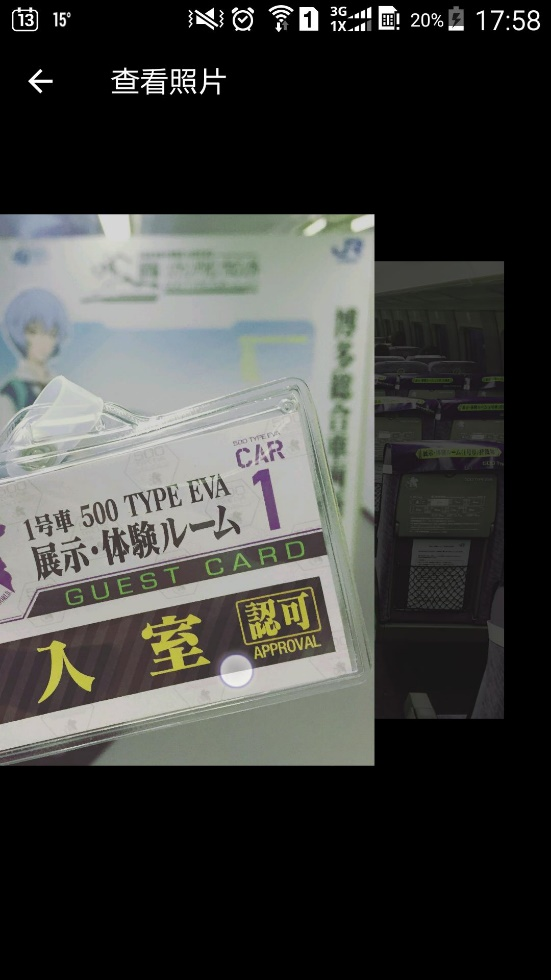 13
15°
1
3G
1X
20%
17:58
查看照片
JR
博多総合車両
500 TYPE EVA
CAR
1
1号車 500 TYPE EVA
展示・体験ルーム
GUEST CARD
入室
認可
APPROVAL